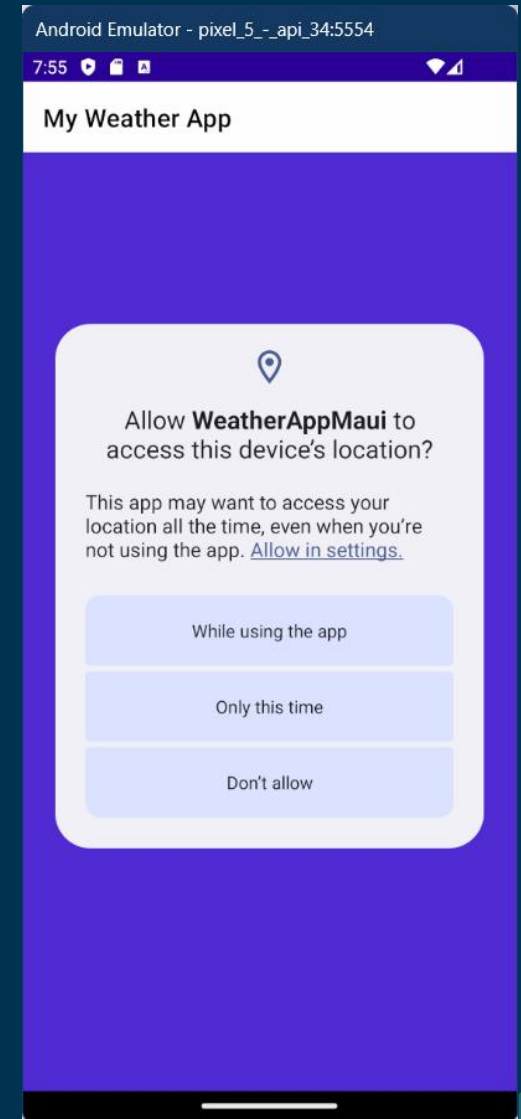 Android Emulator - pixel_5_-_api_34:5554
7:55
My Weather App
Allow WeatherAppMaui to
access this device’s location?
This app may want to access your
location all the time, even when you’re
not using the app. Allow in settings.
While using the app
Only this time
Don’t allow